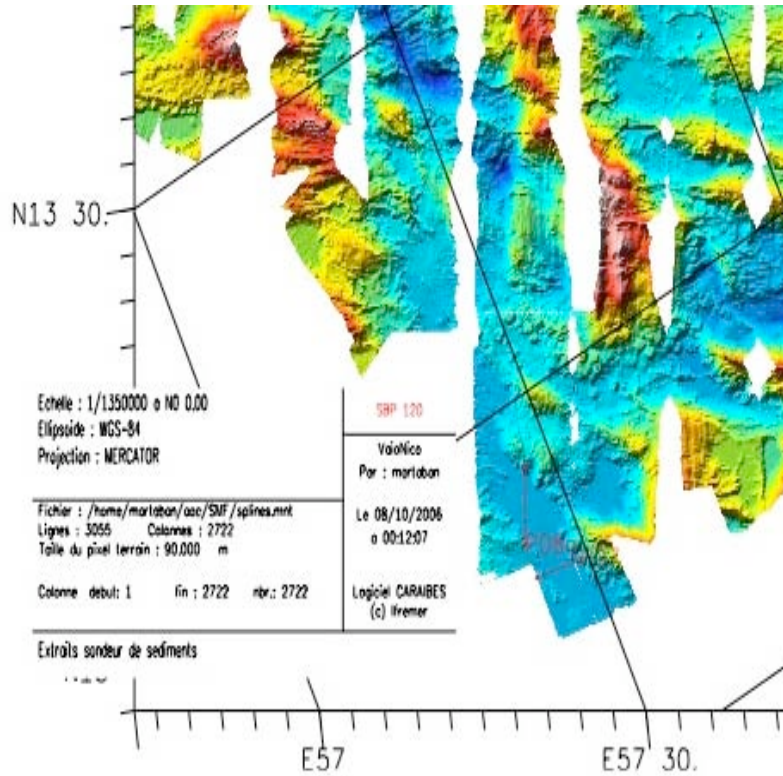 N13 30.
Echelle : 1/1350000 a N0 0.00
Ellipsoide : WGS-84
Projection : MERCATOR
SBP 120
VaioNico
Par : martaban
Fichier : /home/martaban/aoc/SMF/splines.mnt
Lignes : 3055 Colonnes : 2722
Taille du pixel terrain : 90.000 m
Le 08/10/2006
a 00:12:07
Colonne debut: 1 fin : 2722 nbr.: 2722
Logiciel CARAIBES
(c) Ifremer
Extraits sondeur de sediments
E57
E57 30.